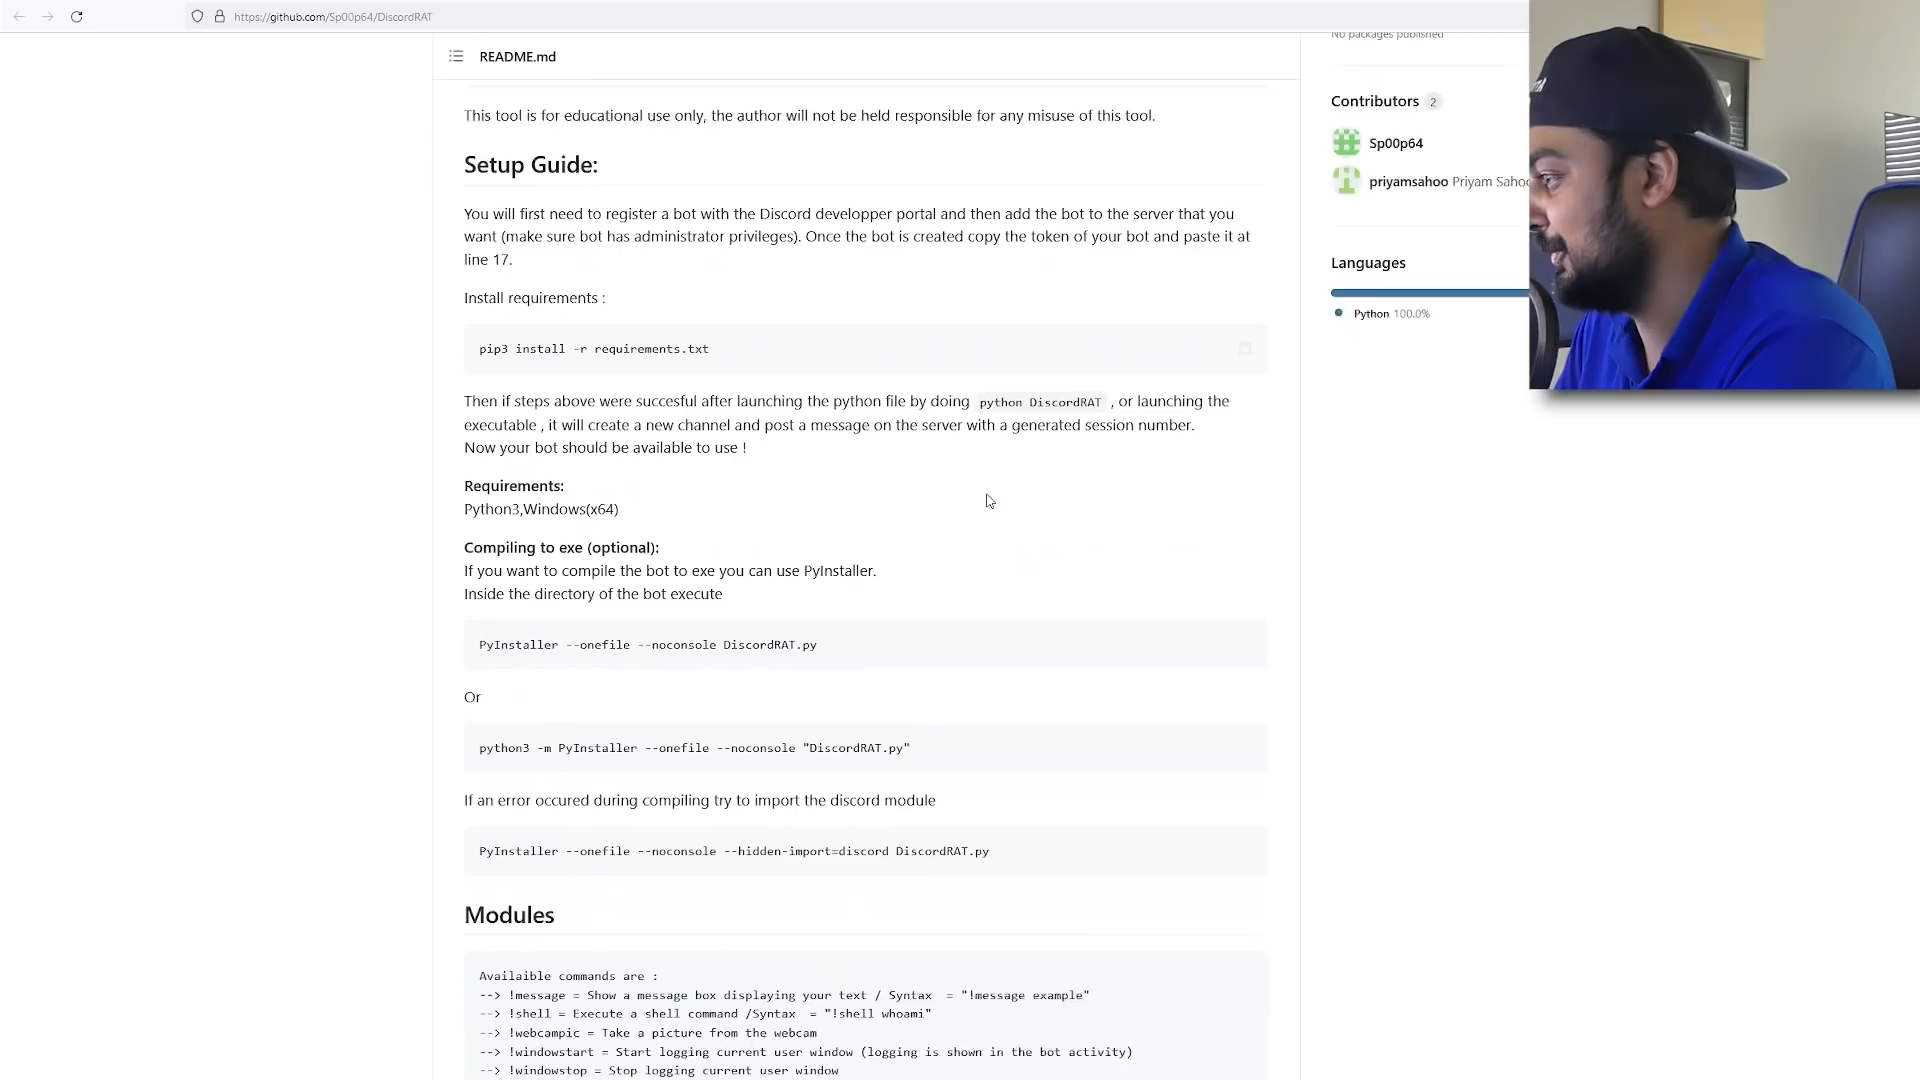 https://github.com/Sp00p64/DiscordRAT
README.md
This tool is for educational use only, the author will not be held responsible for any misuse of this tool.
Setup Guide:
You will first need to register a bot with the Discord developper portal and then add the bot to the server that you
want (make sure bot has administrator privileges). Once the bot is created copy the token of your bot and paste it at
line 17.
Install requirements :
pip3 install -r requirements.txt
Then if steps above were succesful after launching the python file by doing python DiscordRAT , or launching the
executable , it will create a new channel and post a message on the server with a generated session number.
Now your bot should be available to use !
Requirements:
Python3,Windows(x64)
Compiling to exe (optional):
If you want to compile the bot to exe you can use PyInstaller.
Inside the directory of the bot execute
PyInstaller --onefile --noconsole DiscordRAT.py
Or
python3 -m PyInstaller --onefile --noconsole "DiscordRAT.py"
If an error occured during compiling try to import the discord module
PyInstaller --onefile --noconsole --hidden-import=discord DiscordRAT.py
Modules
Availaible commands are :
--> !message = Show a message box displaying your text / Syntax  = "!message example"
--> !shell = Execute a shell command /Syntax  = "!shell whoami"
--> !webcampic = Take a picture from the webcam
--> !windowstart = Start logging current user window (logging is shown in the bot activity)
--> !windowstop = Stop logging current user window
No packages published
Contributors 2
Sp00p64
priyamsahoo Priyam Sahoo
Languages
Python 100.0%